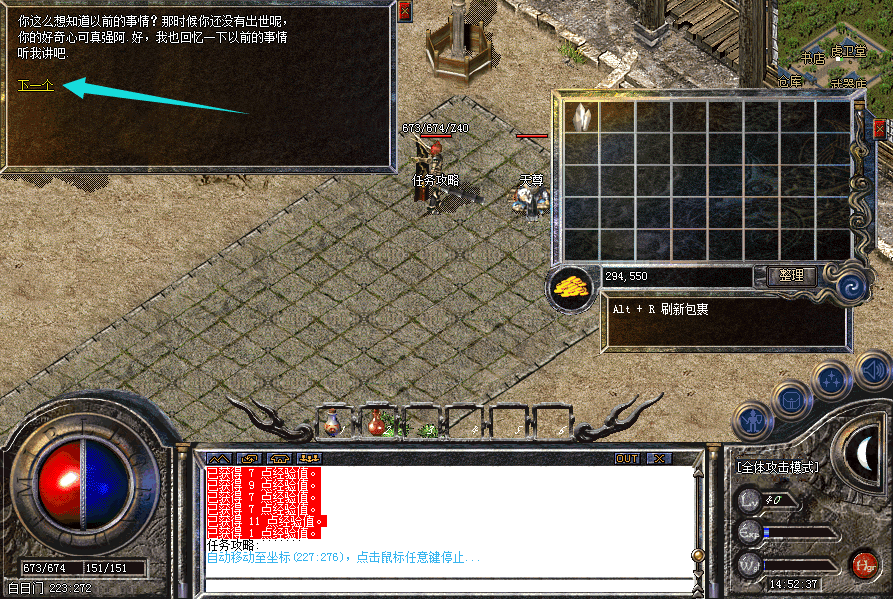 你这么想知道以前的事情？那时候你还没有出世呢，
你的好奇心可真强阿.好，我也回忆一下以前的事情
听我讲吧.
下一个
书店
虎卫堂
仓库
武器店
673/674/Z40
任务攻略
天尊
294,550
整理
Alt + R 刷新包裹
OUT
已获得 7 点经验值。
已获得 9 点经验值。
已获得 7 点经验值。
已获得 7 点经验值。
已获得 11 点经验值。
已获得 1 点经验值。
任务攻略:
自动移动至坐标(227:276)，点击鼠标任意键停止...
[全体攻击模式]
Lv 40
Exp
Wt
673/674
151/151
白日门 223:272
14:52:37